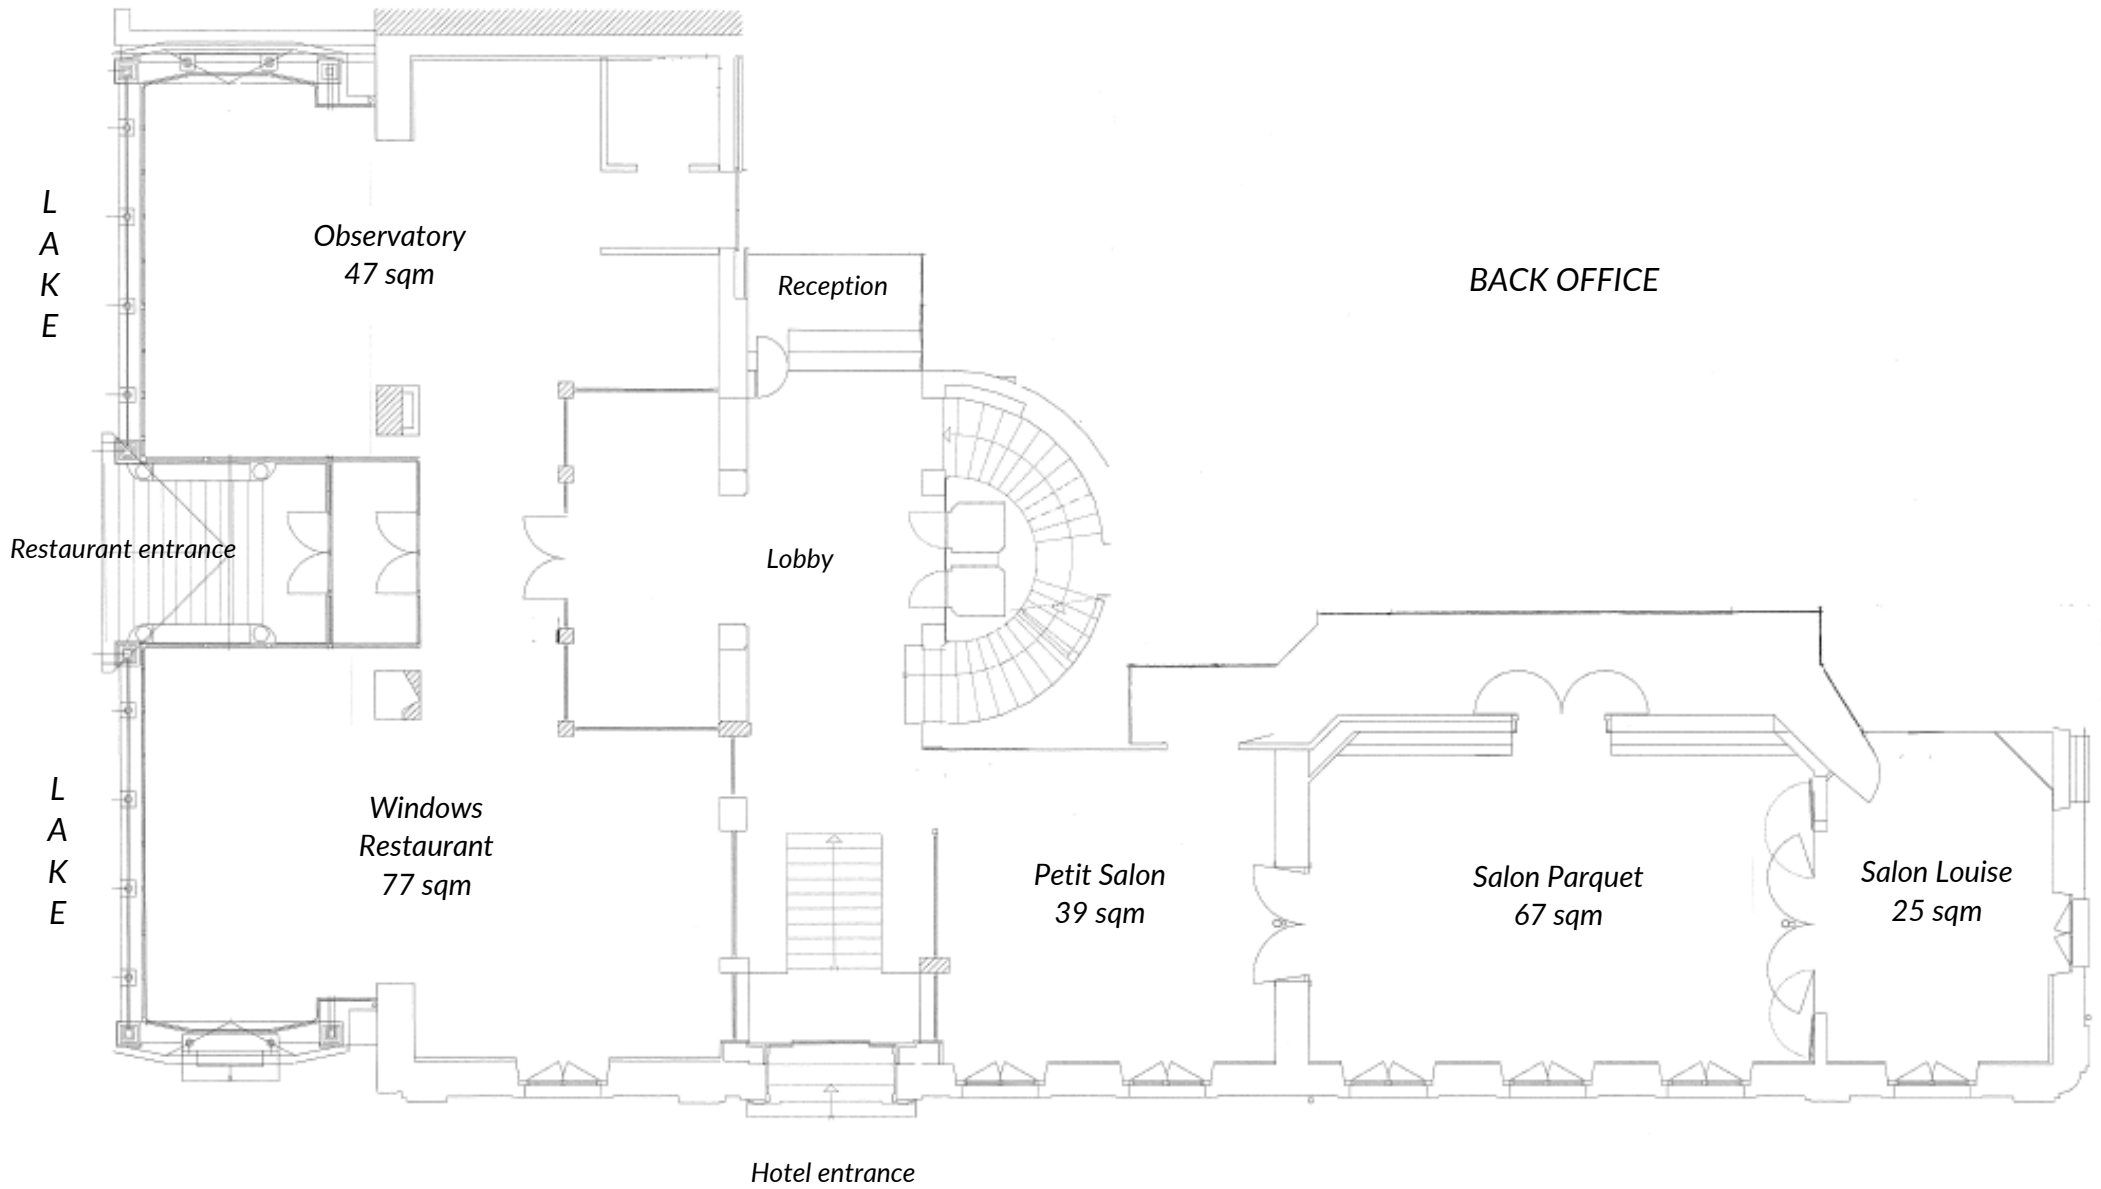 L
A
K
E
Observatory
47 sqm
Reception
BACK OFFICE
Restaurant entrance
Lobby
L
A
K
E
Windows
Restaurant
77 sqm
Petit Salon
39 sqm
Salon Parquet
67 sqm
Salon Louise
25 sqm
Hotel entrance